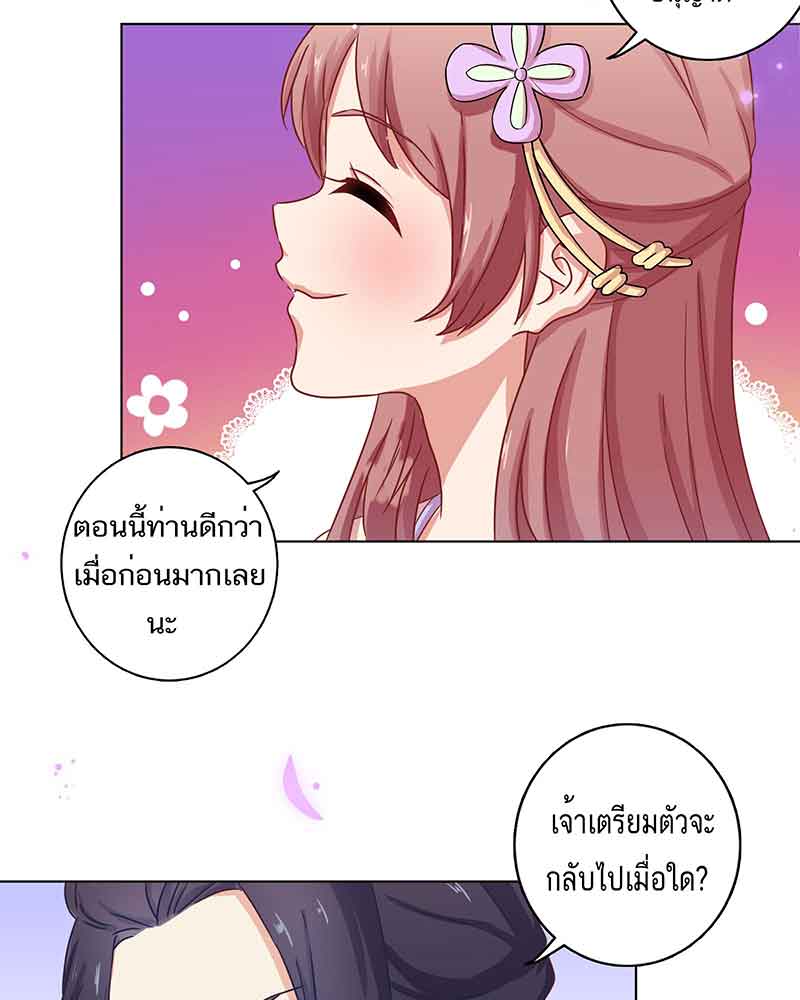 ตอนนี้ท่านดีกว่า
เมื่อก่อนมากเลย
นะ
เจ้าเตรียมตัวจะ
กลับไปเมื่อใด?